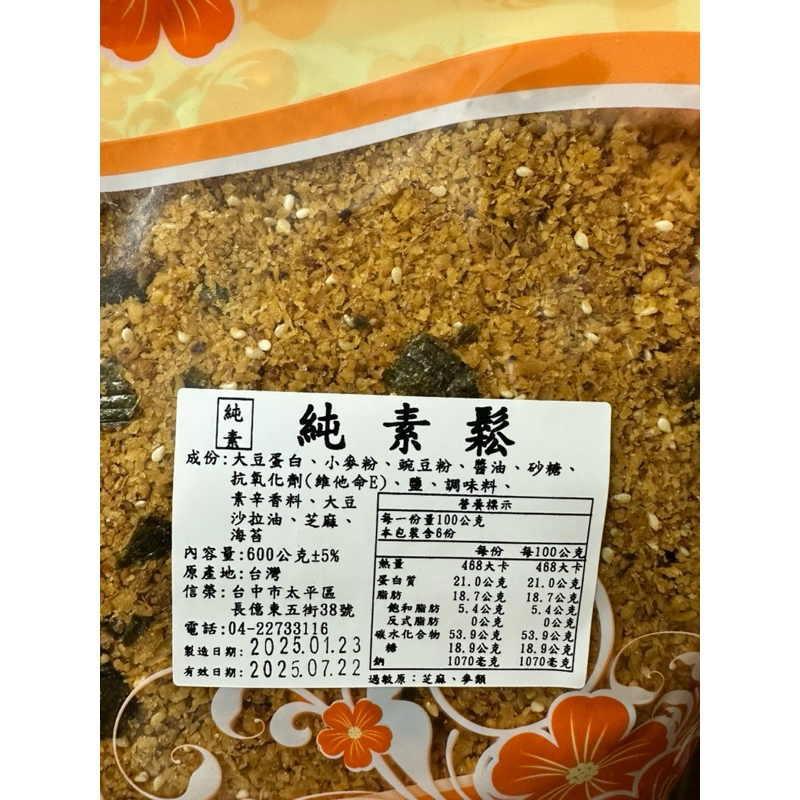 純素
純素鬆
成份:大豆蛋白、小麥粉、豌豆粉、醬油、砂糖、
抗氧化劑(維他命E)、鹽、調味料、
素辛香料、大豆
沙拉油、芝麻、
海苔
內容量:600公克±5%
原產地:台灣
信榮:台中市太平區
長億東五街38號
電話:04-22733116
製造日期:2025.01.23
有效日期:2025.07.22
營養標示
每一份量100公克
本包裝含6份
每份 每100公克
熱量 468大卡 468大卡
蛋白質 21.0公克 21.0公克
脂肪 18.7公克 18.7公克
飽和脂肪 5.4公克 5.4公克
反式脂肪 0公克 0公克
碳水化合物 53.9公克 53.9公克
糖 18.9公克 18.9公克
鈉 1070毫克 1070毫克
過敏原:芝麻、麥類